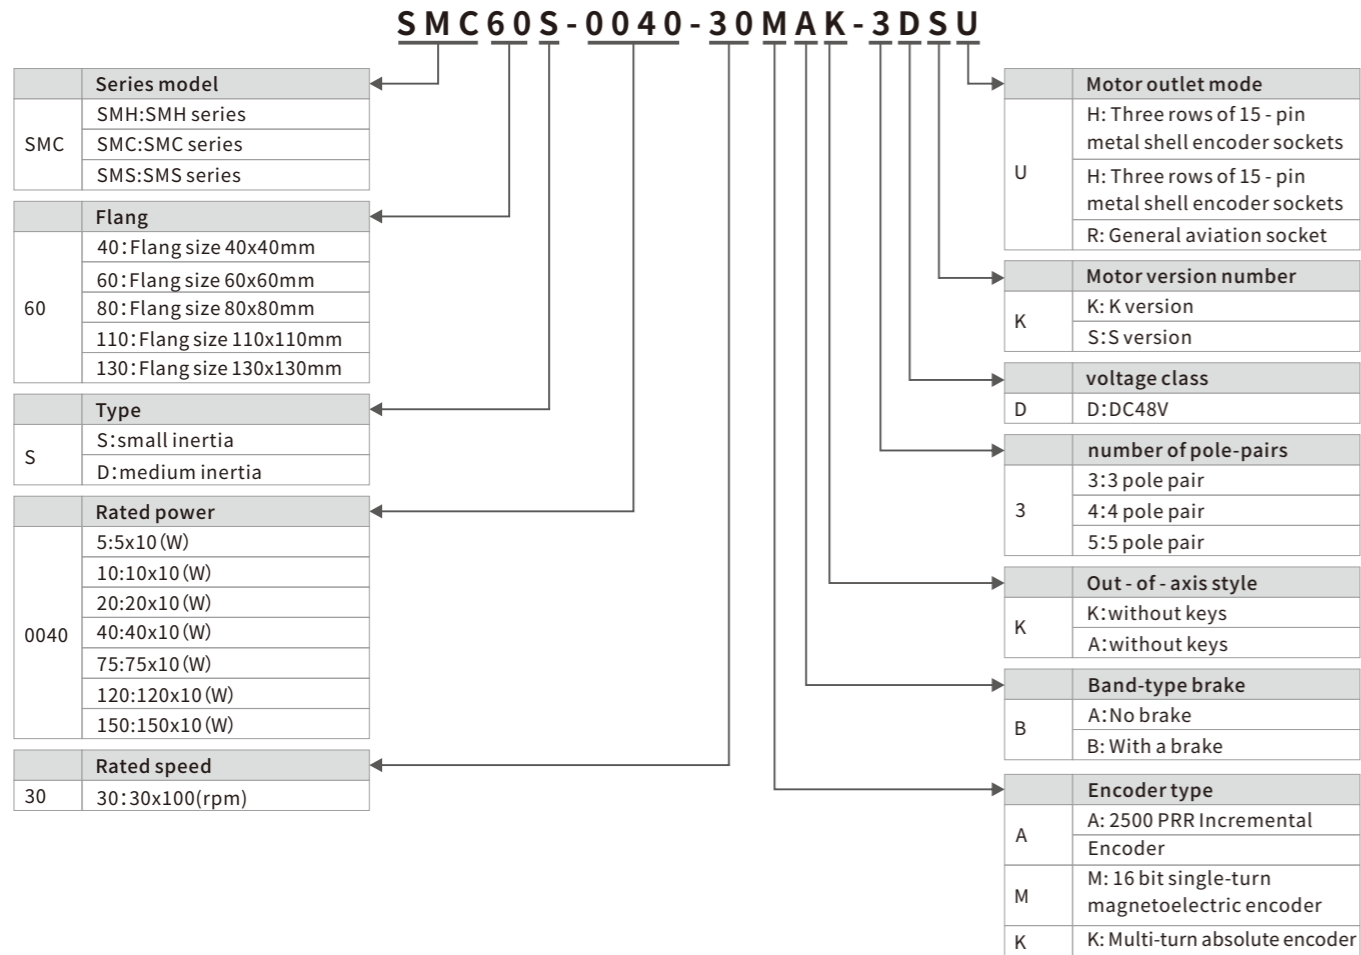 SMC60S-0040-30MAK-3DSU
Series model
SMC
SMH:SMH series
SMC:SMC series
SMS:SMS series
Flang
60
40:Flang size 40x40mm
60:Flang size 60x60mm
80:Flang size 80x80mm
110:Flang size 110x110mm
130:Flang size 130x130mm
Type
S
S:small inertia
D:medium inertia
Rated power
0040
5:5x10(W)
10:10x10(W)
20:20x10(W)
40:40x10(W)
75:75x10(W)
120:120x10(W)
150:150x10(W)
Rated speed
30
30:30x100(rpm)
Motor outlet mode
U
H: Three rows of 15 - pin
metal shell encoder sockets
H: Three rows of 15 - pin
metal shell encoder sockets
R: General aviation socket
Motor version number
K
K: K version
S:S version
voltage class
D
D:DC48V
number of pole-pairs
3
3:3 pole pair
4:4 pole pair
5:5 pole pair
Out - of - axis style
K
K:without keys
A:without keys
Band-type brake
B
A:No brake
B: With a brake
Encoder type
A
A: 2500 PRR Incremental
Encoder
M
M: 16 bit single-turn
magnetoelectric encoder
K
K: Multi-turn absolute encoder